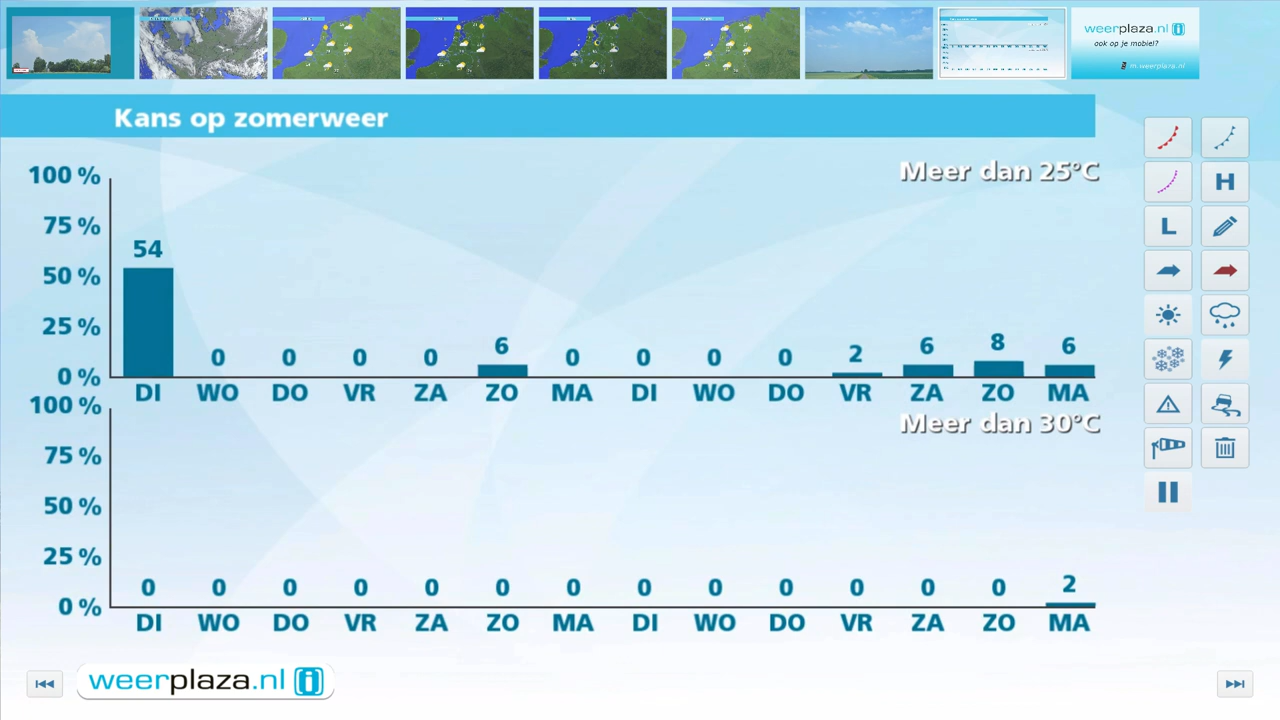 weerplaza.nl
ook op je mobiel?
m.weerplaza.nl
Kans op zomerweer
Meer dan 25°C
100 %
75 %
50 %
25 %
0 %
54 0 0 0 0 6 0 0 0 0 2 6 8 6
DI WO DO VR ZA ZO MA DI WO DO VR ZA ZO MA
Meer dan 30°C
100 %
75 %
50 %
25 %
0 %
0 0 0 0 0 0 0 0 0 0 0 0 0 2
DI WO DO VR ZA ZO MA DI WO DO VR ZA ZO MA
H
L
weerplaza.nl